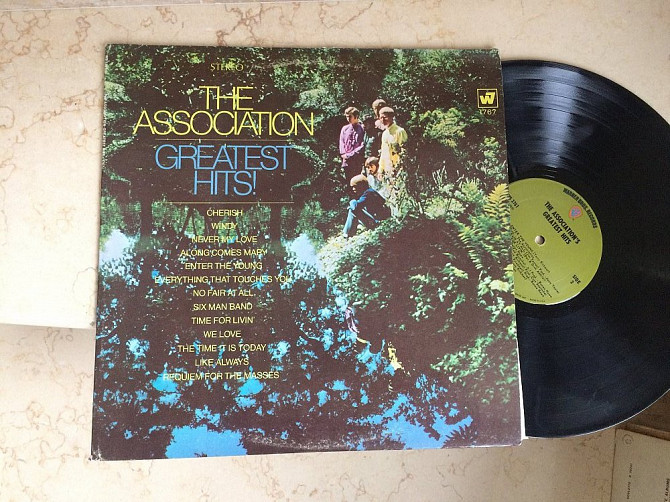 STEREO
W7
1767
THE
ASSOCIATION
GREATEST
HITS!
CHERISH
WINDY
NEVER MY LOVE
ALONG COMES MARY
ENTER THE YOUNG
EVERYTHING THAT TOUCHES YOU
NO FAIR AT ALL
SIX MAN BAND
TIME FOR LIVIN'
WE LOVE
THE TIME IT IS TODAY
LIKE ALWAYS
REQUIEM FOR THE MASSES
THE ASSOCIATION'S
GREATEST HITS
SIDE